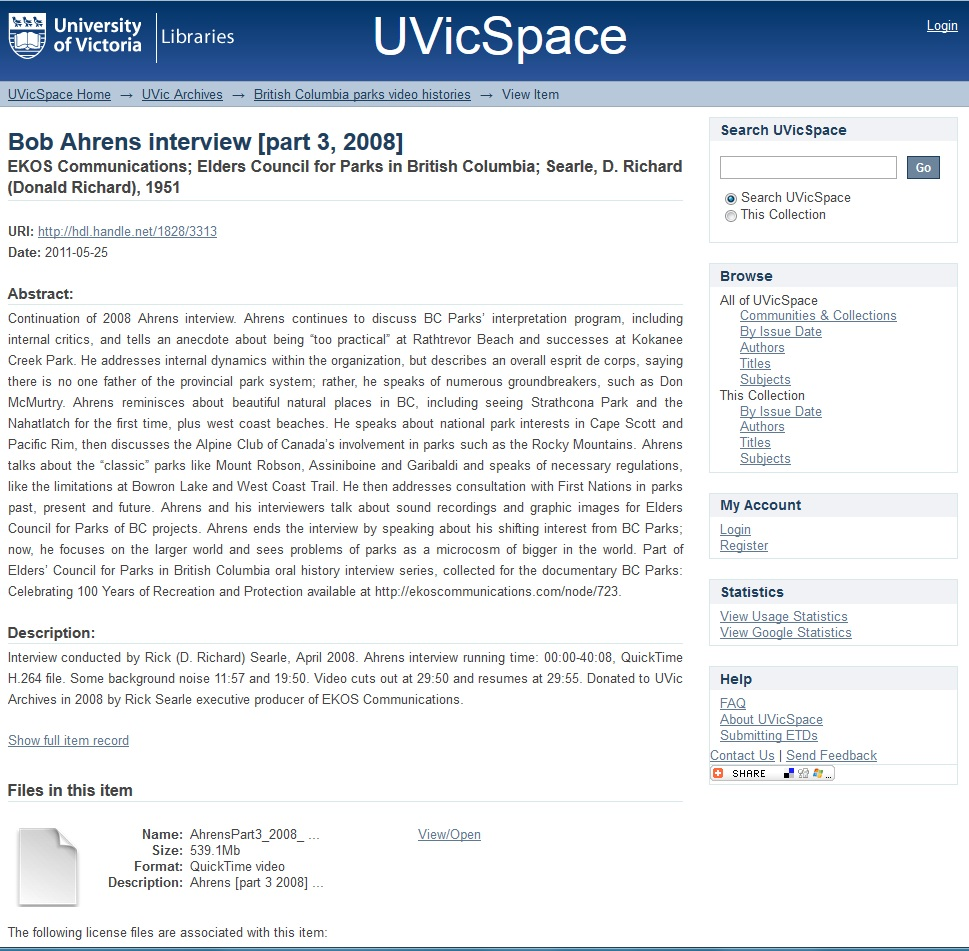 University
of Victoria
Libraries
UVicSpace
Login
UVicSpace Home → UVic Archives → British Columbia parks video histories → View Item
Bob Ahrens interview [part 3, 2008]
EKOS Communications; Elders Council for Parks in British Columbia; Searle, D. Richard
(Donald Richard), 1951
URI: http://hdl.handle.net/1828/3313
Date: 2011-05-25
Abstract:
Continuation of 2008 Ahrens interview. Ahrens continues to discuss BC Parks’ interpretation program, including
internal critics, and tells an anecdote about being “too practical” at Rathtrevor Beach and successes at Kokanee
Creek Park. He addresses internal dynamics within the organization, but describes an overall esprit de corps, saying
there is no one father of the provincial park system; rather, he speaks of numerous groundbreakers, such as Don
McMurtry. Ahrens reminisces about beautiful natural places in BC, including seeing Strathcona Park and the
Nahatlatch for the first time, plus west coast beaches. He speaks about national park interests in Cape Scott and
Pacific Rim, then discusses the Alpine Club of Canada’s involvement in parks such as the Rocky Mountains. Ahrens
talks about the “classic” parks like Mount Robson, Assiniboine and Garibaldi and speaks of necessary regulations,
like the limitations at Bowron Lake and West Coast Trail. He then addresses consultation with First Nations in parks
past, present and future. Ahrens and his interviewers talk about sound recordings and graphic images for Elders
Council for Parks of BC projects. Ahrens ends the interview by speaking about his shifting interest from BC Parks;
now, he focuses on the larger world and sees problems of parks as a microcosm of bigger in the world. Part of
Elders’ Council for Parks in British Columbia oral history interview series, collected for the documentary BC Parks:
Celebrating 100 Years of Recreation and Protection available at http://ekoscommunications.com/node/723.
Description:
Interview conducted by Rick (D. Richard) Searle, April 2008. Ahrens interview running time: 00:00-40:08, QuickTime
H.264 file. Some background noise 11:57 and 19:50. Video cuts out at 29:50 and resumes at 29:55. Donated to UVic
Archives in 2008 by Rick Searle executive producer of EKOS Communications.
Show full item record
Files in this item
Name: AhrensPart3_2008_ ...
View/Open
Size: 539.1Mb
Format: QuickTime video
Description: Ahrens [part 3 2008] ...
The following license files are associated with this item:
Search UVicSpace
Go
Search UVicSpace
This Collection
Browse
All of UVicSpace
Communities & Collections
By Issue Date
Authors
Titles
Subjects
This Collection
By Issue Date
Authors
Titles
Subjects
My Account
Login
Register
Statistics
View Usage Statistics
View Google Statistics
Help
FAQ
About UVicSpace
Submitting ETDs
Contact Us | Send Feedback
SHARE ...